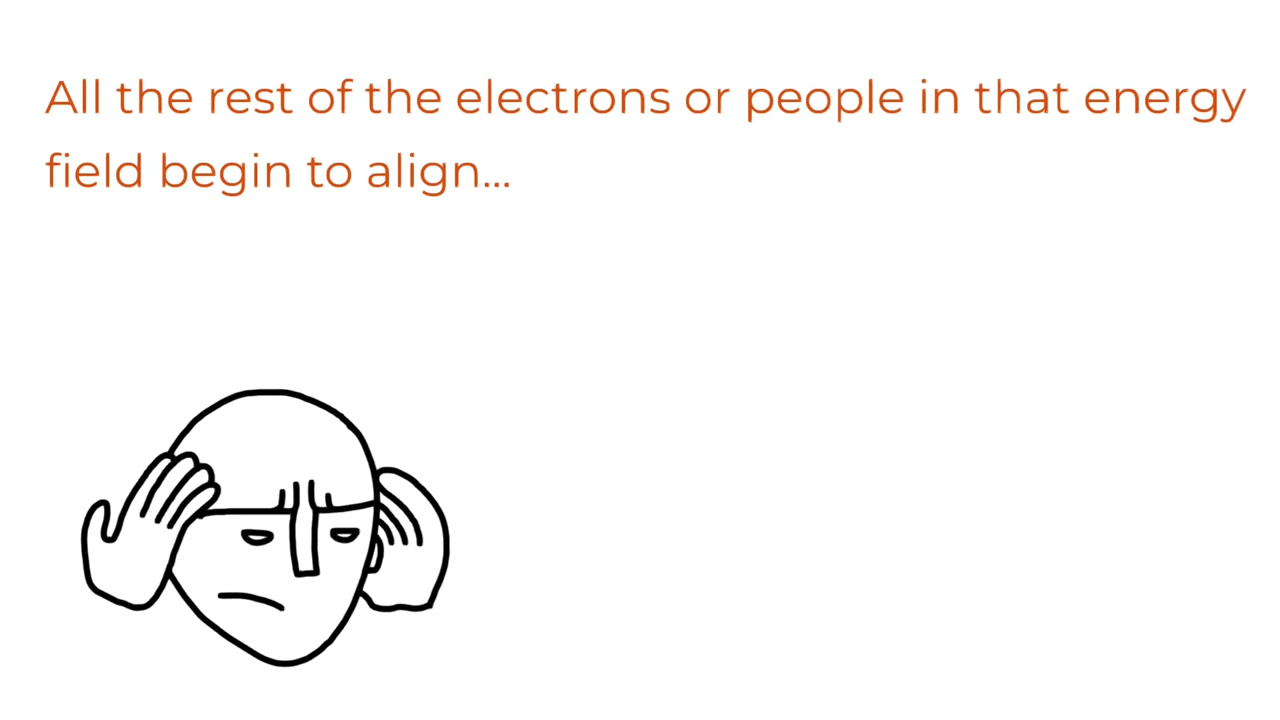 All the rest of the electrons or people in that energy
field begin to align...